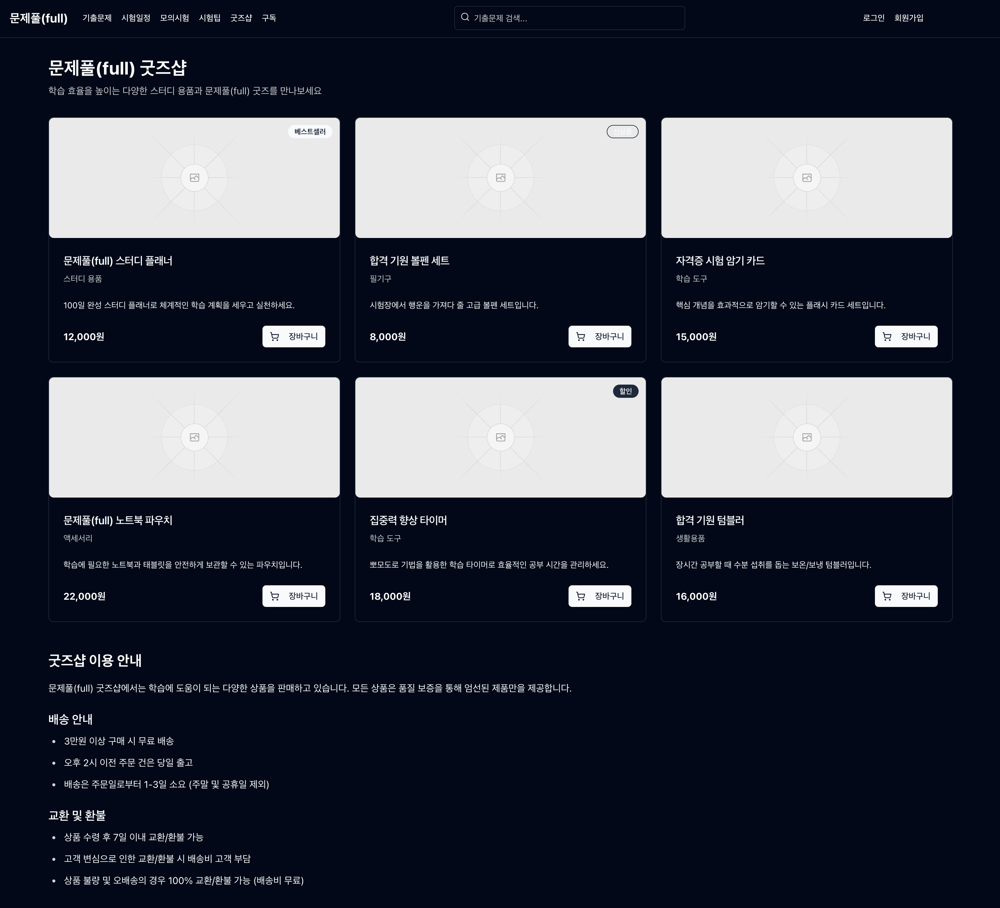 문제풀(full) 기출문제 시험일정 모의시험 시험팁 굿즈샵 구독 기출문제 검색... 로그인 회원가입
문제풀(full) 굿즈샵
학습 효율을 높이는 다양한 스터디 용품과 문제풀(full) 굿즈를 만나보세요
베스트셀러
문제풀(full) 스터디 플래너
스터디 용품
100일 완성 스터디 플래너로 체계적인 학습 계획을 세우고 실천하세요.
12,000원 장바구니
신상품
합격 기원 볼펜 세트
필기구
시험장에서 행운을 가져다 줄 고급 볼펜 세트입니다.
8,000원 장바구니
자격증 시험 암기 카드
학습 도구
핵심 개념을 효과적으로 암기할 수 있는 플래시 카드 세트입니다.
15,000원 장바구니
문제풀(full) 노트북 파우치
액세서리
학습에 필요한 노트북과 태블릿을 안전하게 보관할 수 있는 파우치입니다.
22,000원 장바구니
할인
집중력 향상 타이머
학습 도구
뽀모도로 기법을 활용한 학습 타이머로 효율적인 공부 시간을 관리하세요.
18,000원 장바구니
합격 기원 텀블러
생활용품
장시간 공부할 때 수분 섭취를 돕는 보온/보냉 텀블러입니다.
16,000원 장바구니
굿즈샵 이용 안내
문제풀(full) 굿즈샵에서는 학습에 도움이 되는 다양한 상품을 판매하고 있습니다. 모든 상품은 품질 보증을 통해 엄선된 제품만을 제공합니다.
배송 안내
• 3만원 이상 구매 시 무료 배송
• 오후 2시 이전 주문 건은 당일 출고
• 배송은 주문일로부터 1-3일 소요 (주말 및 공휴일 제외)
교환 및 환불
• 상품 수령 후 7일 이내 교환/환불 가능
• 고객 변심으로 인한 교환/환불 시 배송비 고객 부담
• 상품 불량 및 오배송의 경우 100% 교환/환불 가능 (배송비 무료)